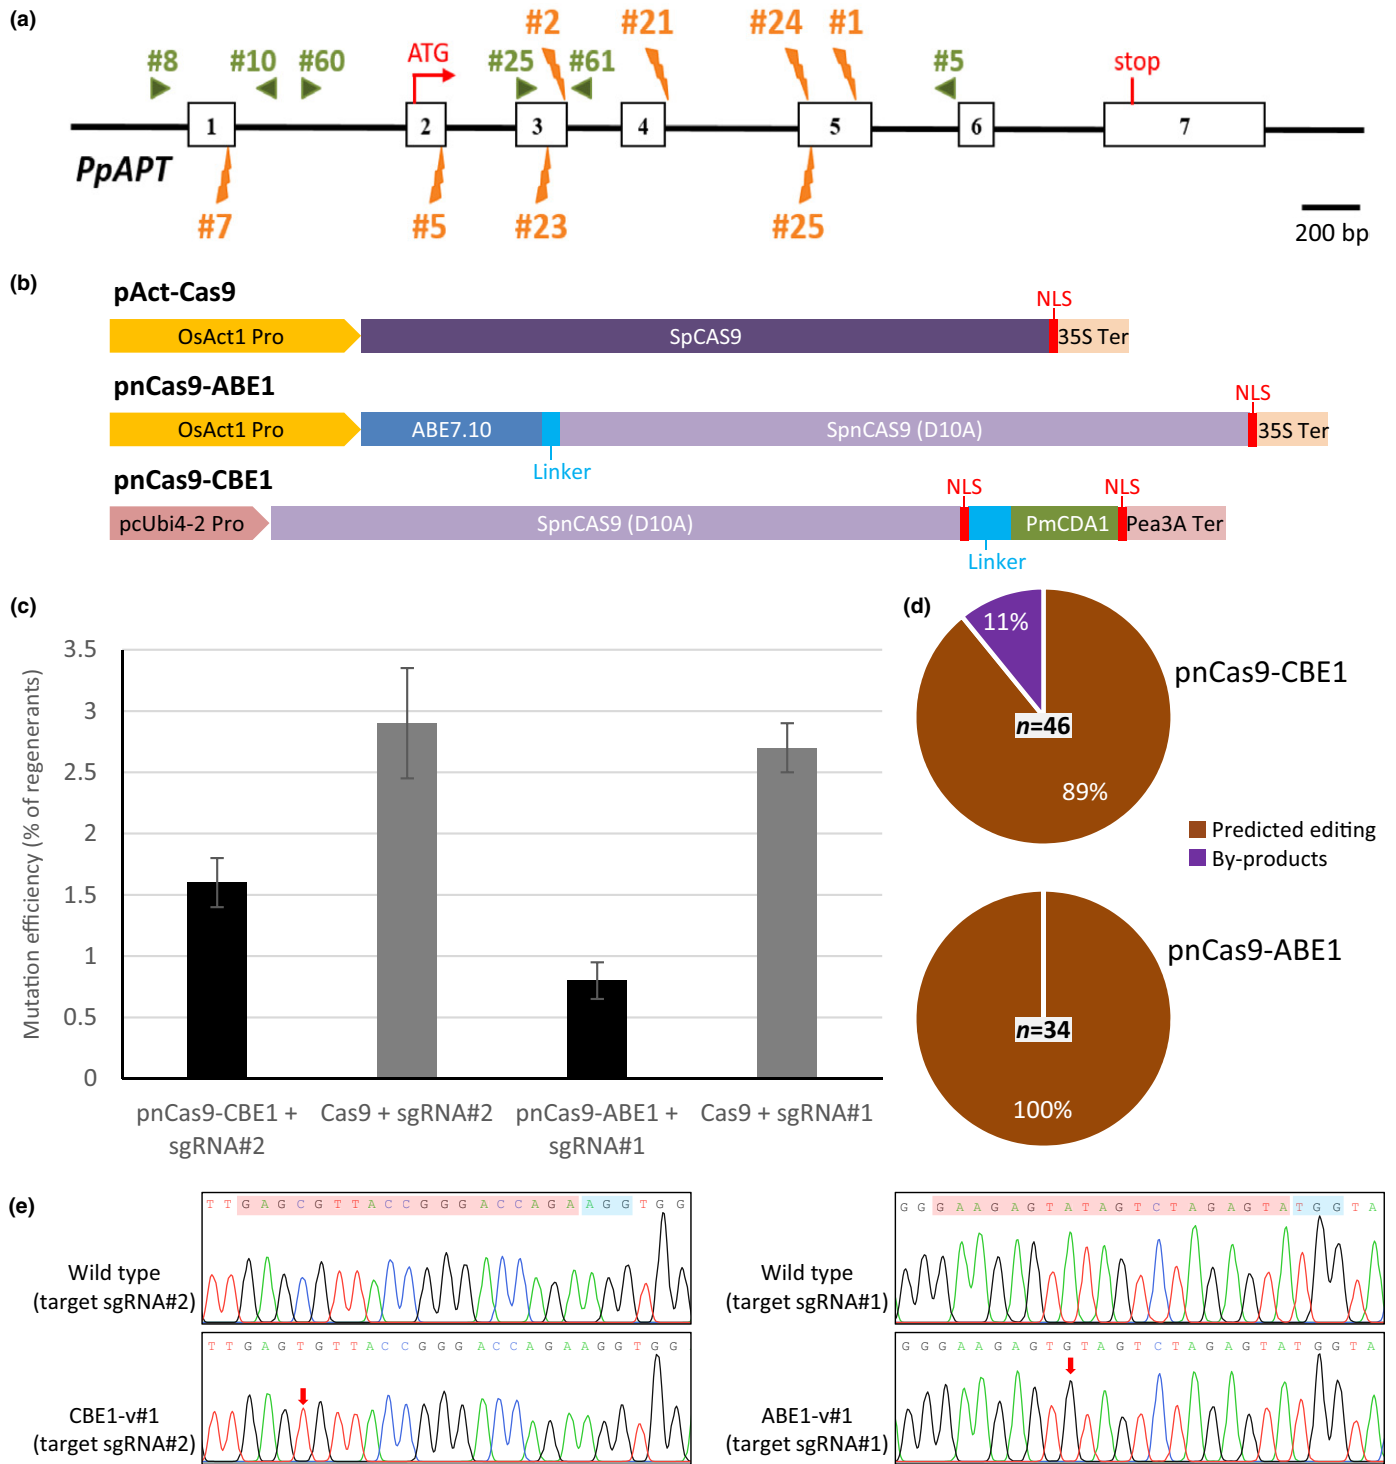 (a)
#2 #21 #24 #1
#8 #10 #60 ATG #25 #61 #5 stop
1 2 3 4 5 6 7
PpAPT
#7 #5 #23 #25
200 bp
(b)
pAct-Cas9
NLS
OsAct1 Pro SpCAS9 35S Ter
pnCas9-ABE1
NLS
OsAct1 Pro ABE7.10 SpnCAS9 (D10A) 35S Ter
Linker
pnCas9-CBE1
NLS NLS
pcUbi4-2 Pro SpnCAS9 (D10A) PmCDA1 Pea3A Ter
Linker
(c)
Mutation efficiency (% of regenerants)
3.5
3
2.5
2
1.5
1
0.5
0
pnCas9-CBE1 +
sgRNA#2
Cas9 + sgRNA#2
pnCas9-ABE1 +
sgRNA#1
Cas9 + sgRNA#1
(d)
11%
pnCas9-CBE1
n=46
89%
Predicted editing
By-products
pnCas9-ABE1
n=34
100%
(e)
T T G A G C G T T A C C G G G A C C A G A A G G T G G
Wild type
(target sgRNA#2)
T T G A G T G T T A C C G G G A C C A G A A G G T G G
CBE1-v#1
(target sgRNA#2)
G G G A A G A G T A T A G T C T A G A G T A T G G T A
Wild type
(target sgRNA#1)
G G G A A G A G T G T A G T C T A G A G T A T G G T A
ABE1-v#1
(target sgRNA#1)